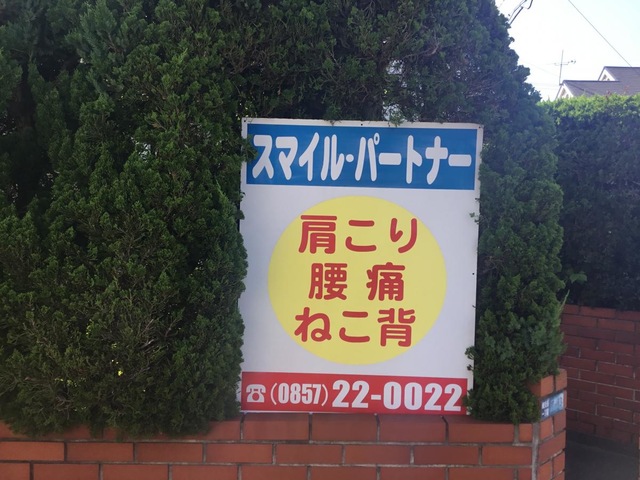 スマイル・パートナー
肩こり
腰痛
ねこ背
☎(0857)22-0022